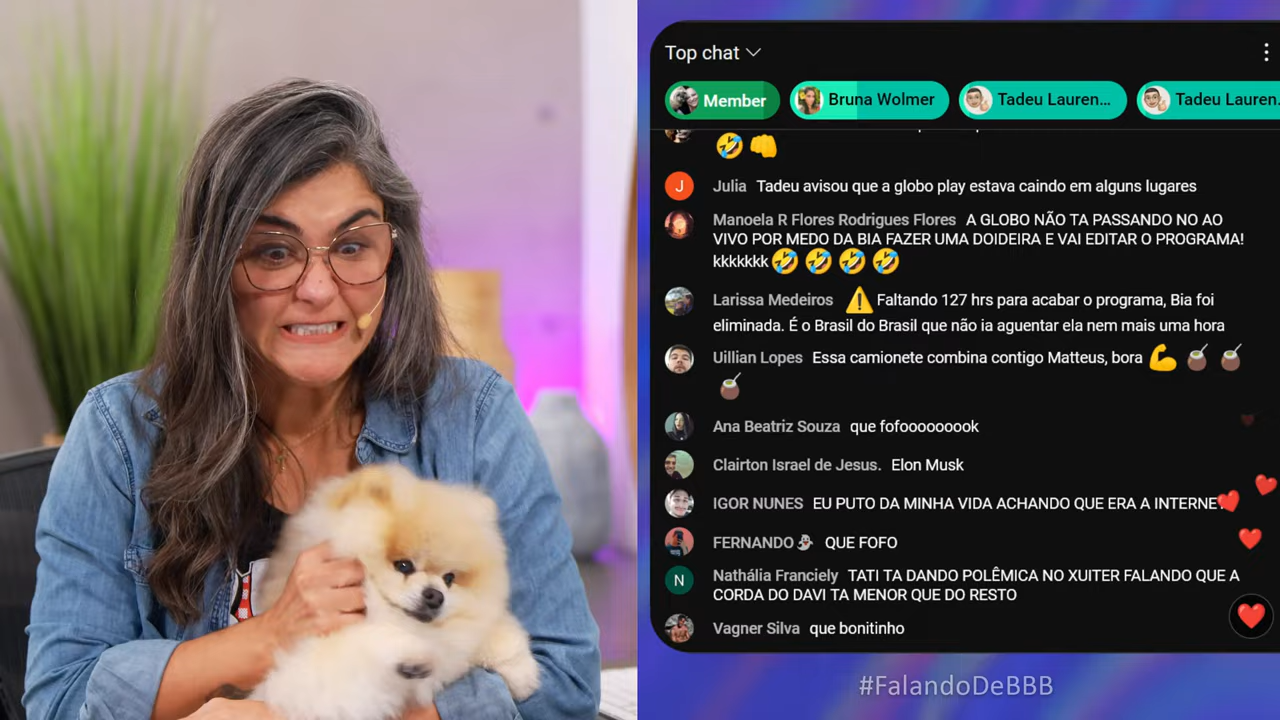 Top chat
Member
Bruna Wolmer
Tadeu Lauren...
Tadeu Lauren.
🤣 👊
J
Julia Tadeu avisou que a globo play estava caindo em alguns lugares
Manoela R Flores Rodrigues Flores A GLOBO NÃO TA PASSANDO NO AO
VIVO POR MEDO DA BIA FAZER UMA DOIDEIRA E VAI EDITAR O PROGRAMA!
kkkkkkk 🤣 🤣 🤣 🤣
Larissa Medeiros ⚠️ Faltando 127 hrs para acabar o programa, Bia foi
eliminada. É o Brasil do Brasil que não ia aguentar ela nem mais uma hora
Uillian Lopes Essa camionete combina contigo Matteus, bora 💪 🧉 🧉
🧉
Ana Beatriz Souza que fofooooooook
Clairton Israel de Jesus. Elon Musk
IGOR NUNES EU PUTO DA MINHA VIDA ACHANDO QUE ERA A INTERNET
FERNANDO 👻 QUE FOFO
N
Nathália Franciely TATI TA DANDO POLÊMICA NO XUITER FALANDO QUE A
CORDA DO DAVI TA MENOR QUE DO RESTO
Vagner Silva que bonitinho
#FalandoDeBBB